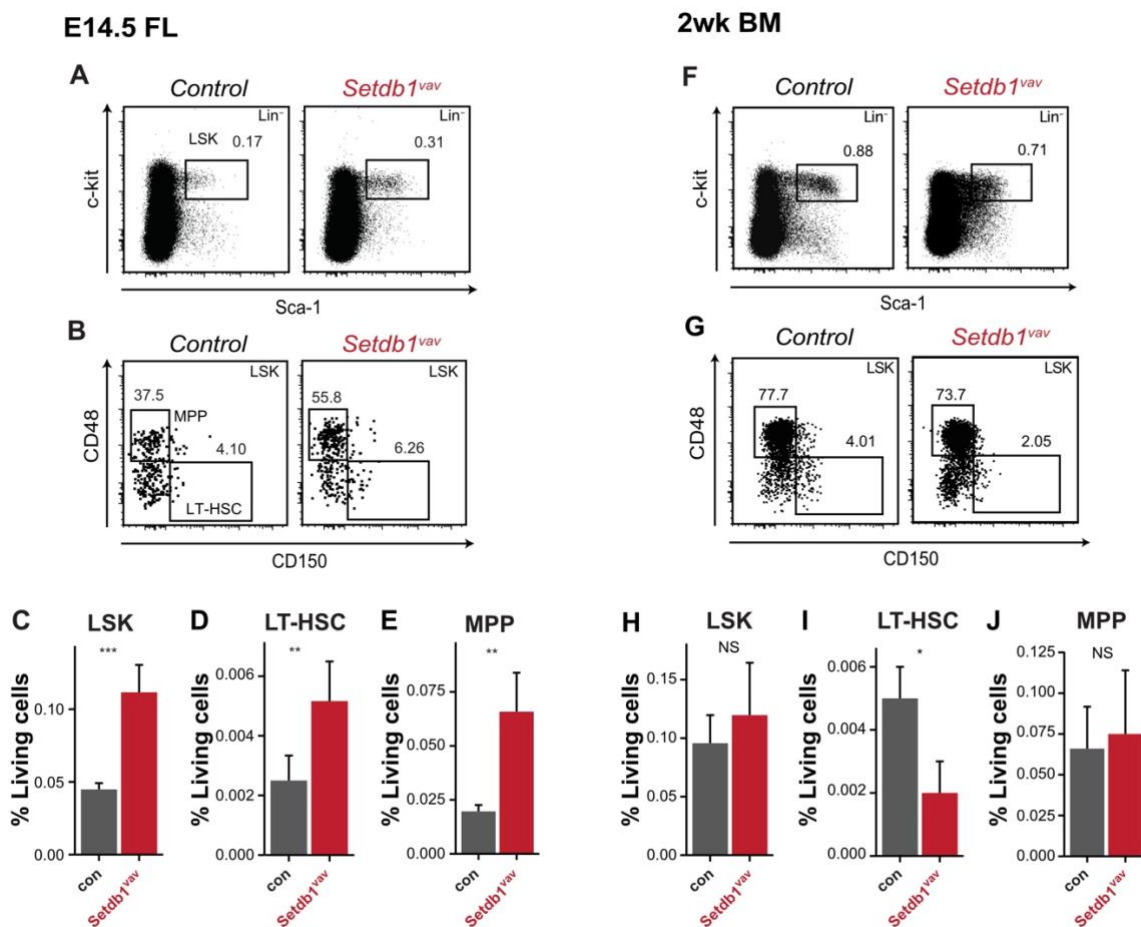 E14.5 FL
2wk BM
A
Control
Setdb1vav
c-kit
Lin-
LSK
0.17
Lin-
0.31
Sca-1
B
Control
Setdb1vav
CD48
LSK
37.5
MPP
4.10
LT-HSC
LSK
55.8
6.26
CD150
F
Control
Setdb1vav
c-kit
Lin-
0.88
Lin-
0.71
Sca-1
G
Control
Setdb1vav
CD48
LSK
77.7
4.01
LSK
73.7
2.05
CD150
C
LSK
***
% Living cells
0.10
0.05
0.00
con
Setdb1vav
D
LT-HSC
**
% Living cells
0.006
0.004
0.002
0.000
con
Setdb1vav
E
MPP
**
% Living cells
0.075
0.050
0.025
0.000
con
Setdb1vav
H
LSK
NS
% Living cells
0.15
0.10
0.05
0.00
con
Setdb1vav
I
LT-HSC
*
% Living cells
0.006
0.004
0.002
0.000
con
Setdb1vav
J
MPP
NS
% Living cells
0.125
0.100
0.075
0.050
0.025
0.000
con
Setdb1vav